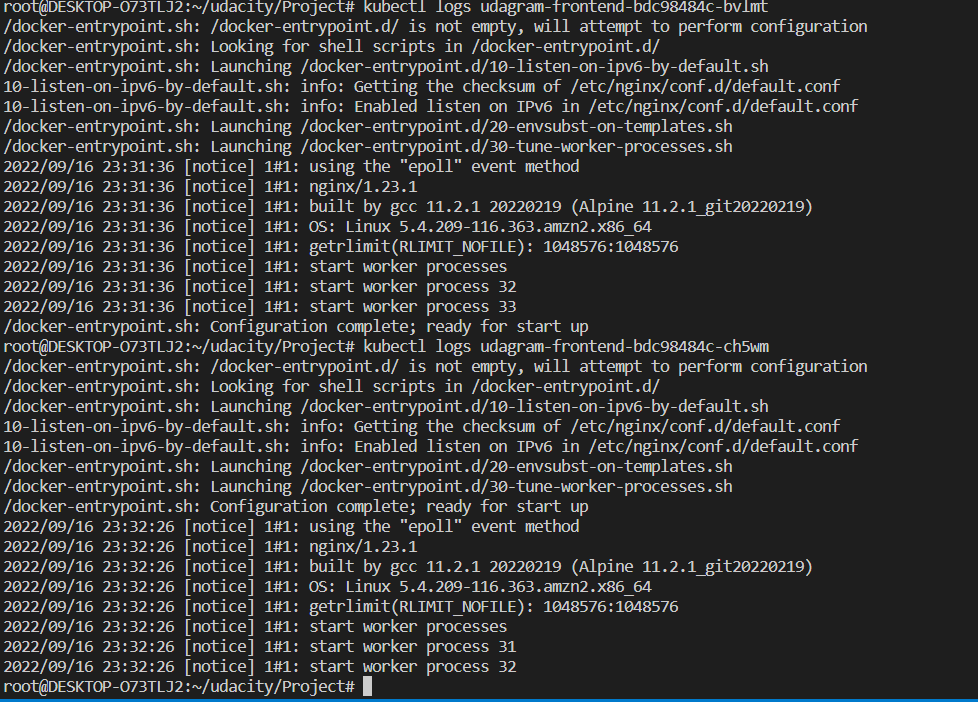 root@DESKTOP-O73TLJ2:~/udacity/Project# kubectl logs udagram-frontend-bdc98484c-bvlmt
/docker-entrypoint.sh: /docker-entrypoint.d/ is not empty, will attempt to perform configuration
/docker-entrypoint.sh: Looking for shell scripts in /docker-entrypoint.d/
/docker-entrypoint.sh: Launching /docker-entrypoint.d/10-listen-on-ipv6-by-default.sh
10-listen-on-ipv6-by-default.sh: info: Getting the checksum of /etc/nginx/conf.d/default.conf
10-listen-on-ipv6-by-default.sh: info: Enabled listen on IPv6 in /etc/nginx/conf.d/default.conf
/docker-entrypoint.sh: Launching /docker-entrypoint.d/20-envsubst-on-templates.sh
/docker-entrypoint.sh: Launching /docker-entrypoint.d/30-tune-worker-processes.sh
2022/09/16 23:31:36 [notice] 1#1: using the "epoll" event method
2022/09/16 23:31:36 [notice] 1#1: nginx/1.23.1
2022/09/16 23:31:36 [notice] 1#1: built by gcc 11.2.1 20220219 (Alpine 11.2.1_git20220219)
2022/09/16 23:31:36 [notice] 1#1: OS: Linux 5.4.209-116.363.amzn2.x86_64
2022/09/16 23:31:36 [notice] 1#1: getrlimit(RLIMIT_NOFILE): 1048576:1048576
2022/09/16 23:31:36 [notice] 1#1: start worker processes
2022/09/16 23:31:36 [notice] 1#1: start worker process 32
2022/09/16 23:31:36 [notice] 1#1: start worker process 33
/docker-entrypoint.sh: Configuration complete; ready for start up
root@DESKTOP-O73TLJ2:~/udacity/Project# kubectl logs udagram-frontend-bdc98484c-ch5wm
/docker-entrypoint.sh: /docker-entrypoint.d/ is not empty, will attempt to perform configuration
/docker-entrypoint.sh: Looking for shell scripts in /docker-entrypoint.d/
/docker-entrypoint.sh: Launching /docker-entrypoint.d/10-listen-on-ipv6-by-default.sh
10-listen-on-ipv6-by-default.sh: info: Getting the checksum of /etc/nginx/conf.d/default.conf
10-listen-on-ipv6-by-default.sh: info: Enabled listen on IPv6 in /etc/nginx/conf.d/default.conf
/docker-entrypoint.sh: Launching /docker-entrypoint.d/20-envsubst-on-templates.sh
/docker-entrypoint.sh: Launching /docker-entrypoint.d/30-tune-worker-processes.sh
/docker-entrypoint.sh: Configuration complete; ready for start up
2022/09/16 23:32:26 [notice] 1#1: using the "epoll" event method
2022/09/16 23:32:26 [notice] 1#1: nginx/1.23.1
2022/09/16 23:32:26 [notice] 1#1: built by gcc 11.2.1 20220219 (Alpine 11.2.1_git20220219)
2022/09/16 23:32:26 [notice] 1#1: OS: Linux 5.4.209-116.363.amzn2.x86_64
2022/09/16 23:32:26 [notice] 1#1: getrlimit(RLIMIT_NOFILE): 1048576:1048576
2022/09/16 23:32:26 [notice] 1#1: start worker processes
2022/09/16 23:32:26 [notice] 1#1: start worker process 31
2022/09/16 23:32:26 [notice] 1#1: start worker process 32
root@DESKTOP-O73TLJ2:~/udacity/Project#